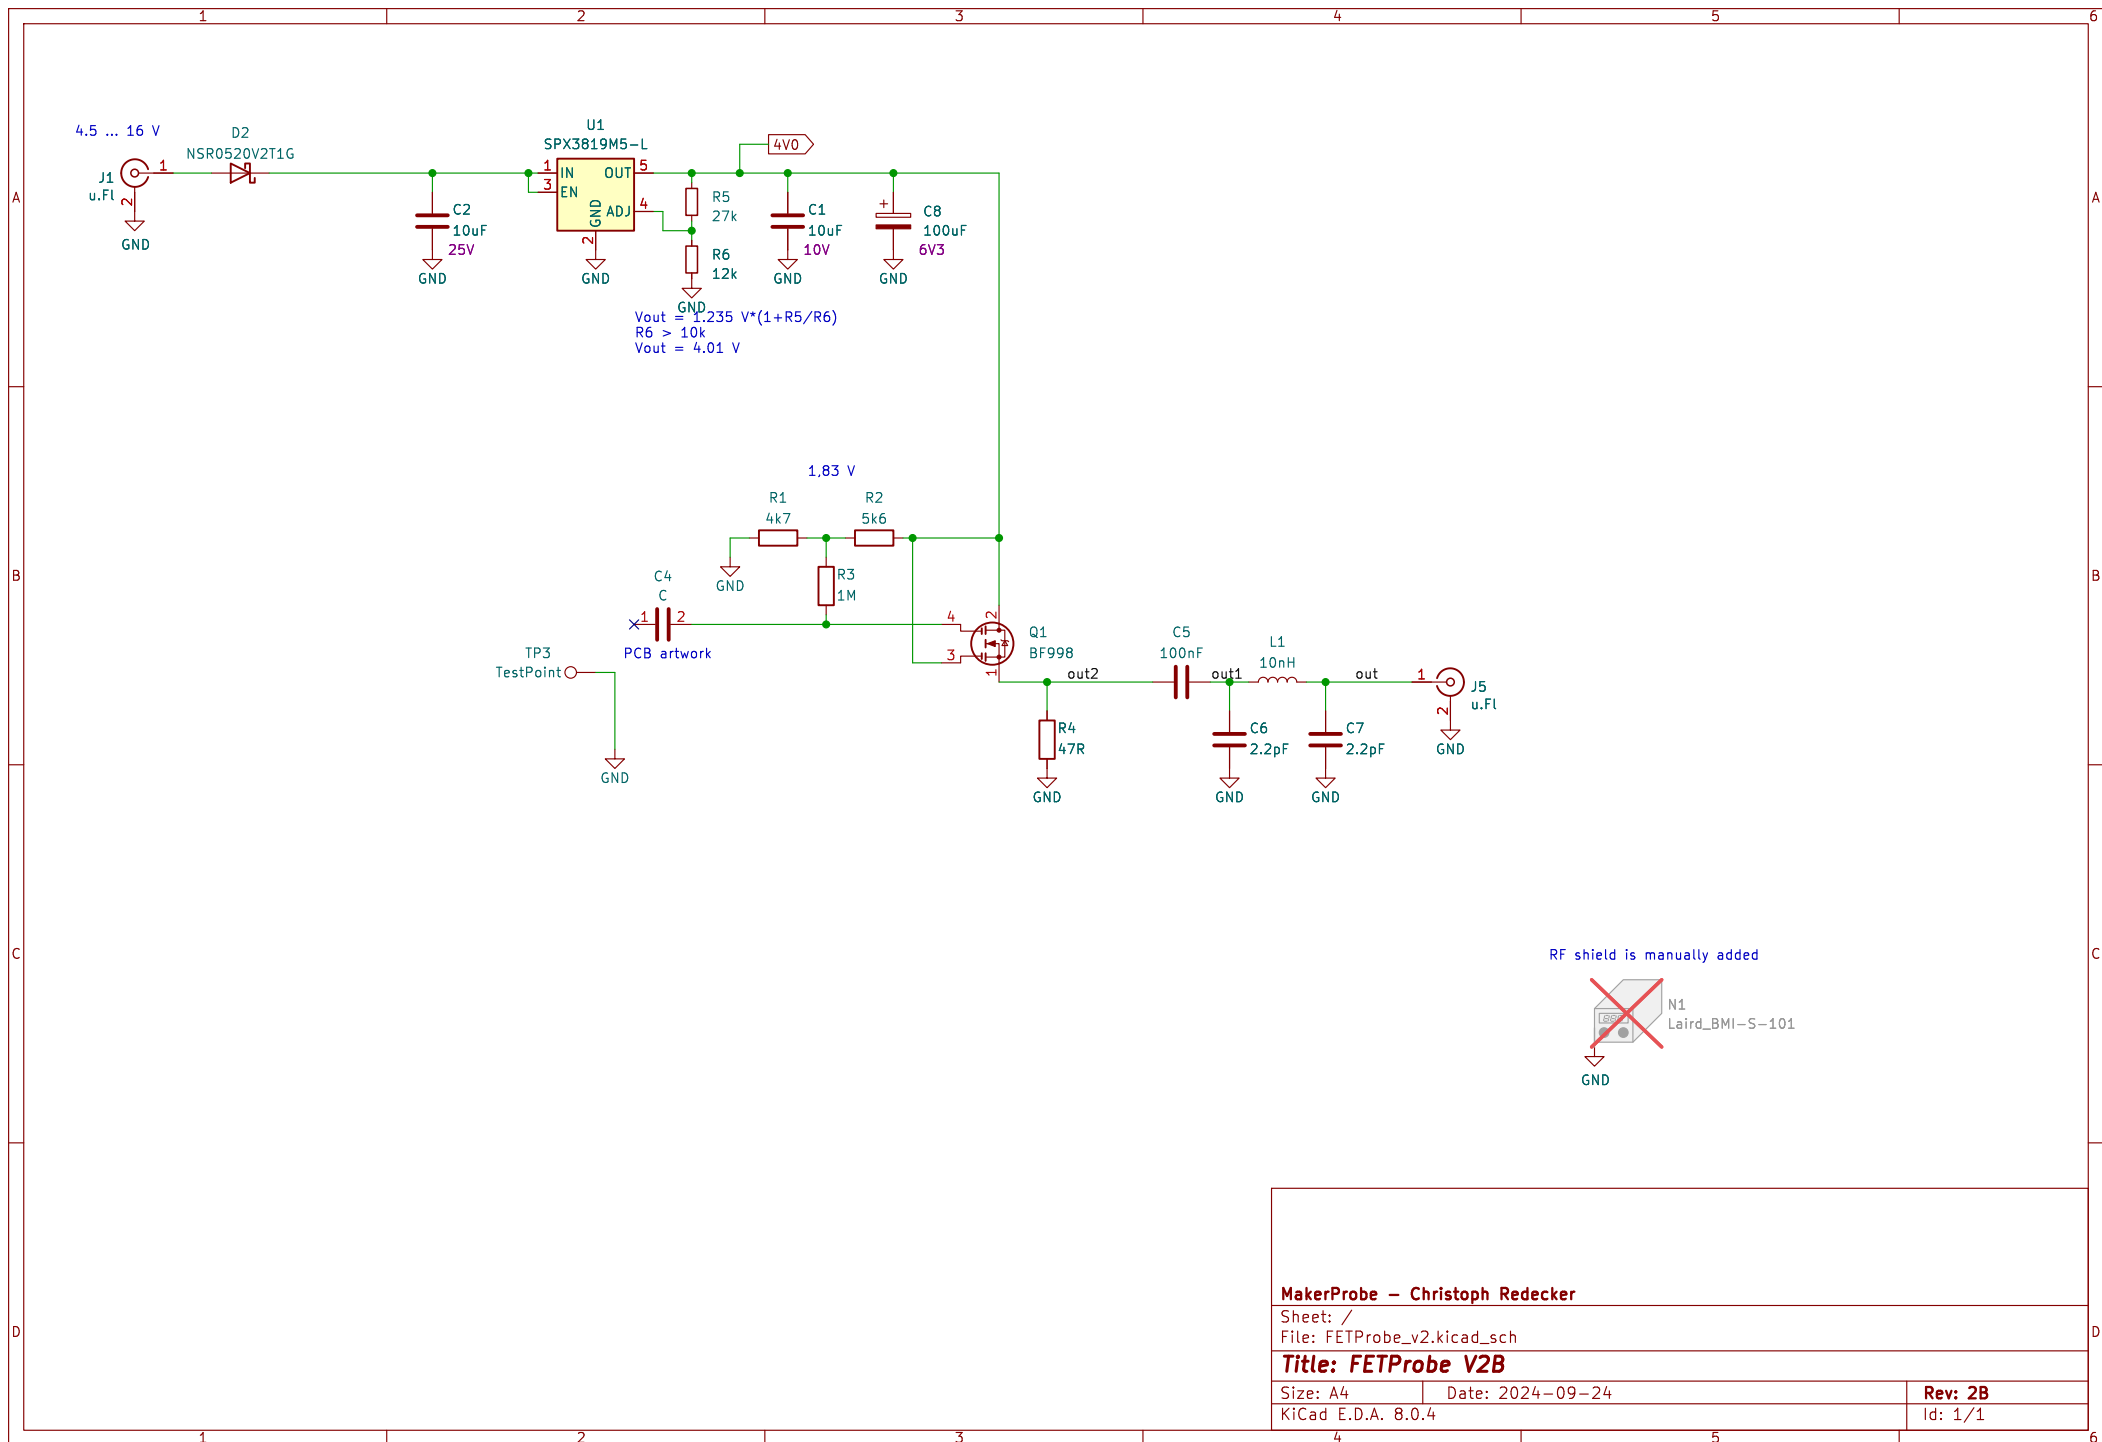 1 2 3 4 5 6
4.5 ... 16 V
D2
NSR0520V2T1G
J1
u.Fl
1
2
GND
C2
10uF
25V
GND
U1
SPX3819M5-L
1 IN
3 EN
OUT 5
ADJ 4
GND
2
GND
4V0
R5
27k
R6
12k
GND
C1
10uF
10V
GND
+
C8
100uF
6V3
GND
Vout = 1.235 V*(1+R5/R6)
R6 > 10k
Vout = 4.01 V
A
A
1,83 V
R1
4k7
R2
5k6
GND
R3
1M
C4
C
1 2
PCB artwork
TP3
TestPoint
GND
4
3
2
1
Q1
BF998
out2
R4
47R
GND
C5
100nF
out1
L1
10nH
out
C6
2.2pF
GND
C7
2.2pF
GND
1
2
J5
u.Fl
GND
B
B
C
C
RF shield is manually added
N1
Laird_BMI-S-101
GND
D
D
MakerProbe – Christoph Redecker
Sheet: /
File: FETProbe_v2.kicad_sch
Title: FETProbe V2B
Size: A4 Date: 2024-09-24 Rev: 2B
KiCad E.D.A. 8.0.4 Id: 1/1
1 2 3 4 5 6